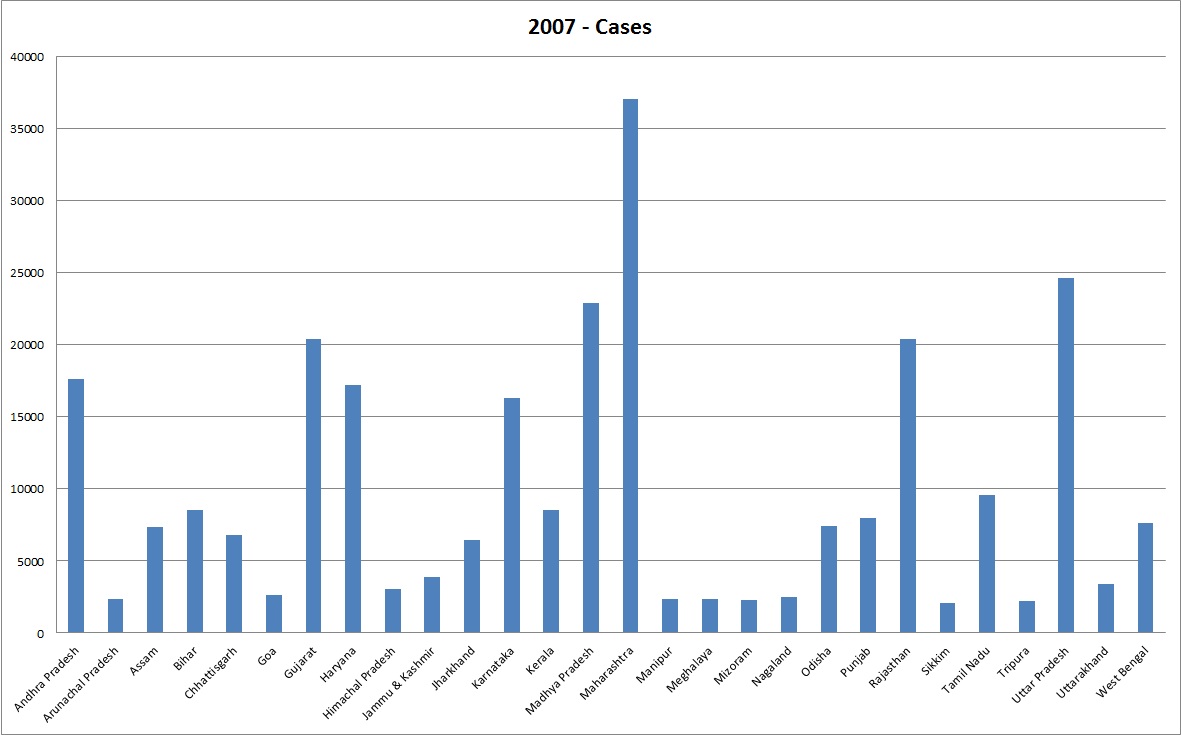 2007 - Cases
40000
35000
30000
25000
20000
15000
10000
5000
0
Andhra Pradesh
Arunachal Pradesh
Assam
Bihar
Chhattisgarh
Goa
Gujarat
Haryana
Himachal Pradesh
Jammu & Kashmir
Jharkhand
Karnataka
Kerala
Madhya Pradesh
Maharashtra
Manipur
Meghalaya
Mizoram
Nagaland
Odisha
Punjab
Rajasthan
Sikkim
Tamil Nadu
Tripura
Uttar Pradesh
Uttarakhand
West Bengal